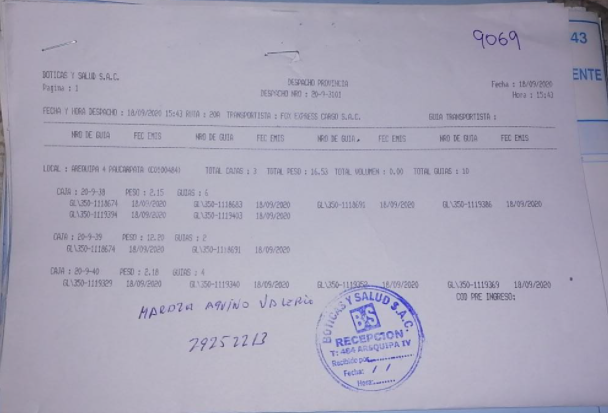 9069
43
ENTE
BOTICAS Y SALUD S.A.C.
Pagina : 1
DESPACHO PROVINCIA
DESPACHO NRO : 20-9-2101
Fecha : 18/09/2020
Hora : 15:43
FECHA Y HORA DESPACHO : 18/09/2020 15:43 RUTA : 20A TRANSPORTISTA : FOX EXPRESS CARGO S.A.C. GUIA TRANSPORTISTA :
NRO DE GUIA FEC EMIS NRO DE GUIA FEC EMIS NRO DE GUIA FEC EMIS NRO DE GUIA FEC EMIS
LOCAL : AREQUIPA 4 PAUCARPATA TOTAL CAJAS : 3 TOTAL PESO : 16.53 TOTAL VOLUMEN : 0.00 TOTAL GUIAS : 10
CAJA : 20-9-38 PESO : 2.15 GUIAS : 6
GL\350-1118674 18/09/2020 GL\350-1118683 18/09/2020 GL\350-1118691 18/09/2020 GL\350-1119386 18/09/2020
GL\350-1119394 18/09/2020 GL\350-1119403 18/09/2020
CAJA : 20-9-39 PESO : 12.20 GUIAS : 2
GL\350-1118674 18/09/2020 GL\350-1118691 18/09/2020
CAJA : 20-9-40 PESO : 2.18 GUIAS : 4
GL\350-1119329 18/09/2020 GL\350-1119340 18/09/2020 GL\350-1119352 18/09/2020 GL\350-1119369 18/09/2020
COD PRE INGRESO:
AQUINO VALERIO
29252213
BOTICAS Y SALUD S.A.C.
BS
RECEPCION
T: 464 AREQUIPA IV
Recibido por
Fecha: / /
Hora: